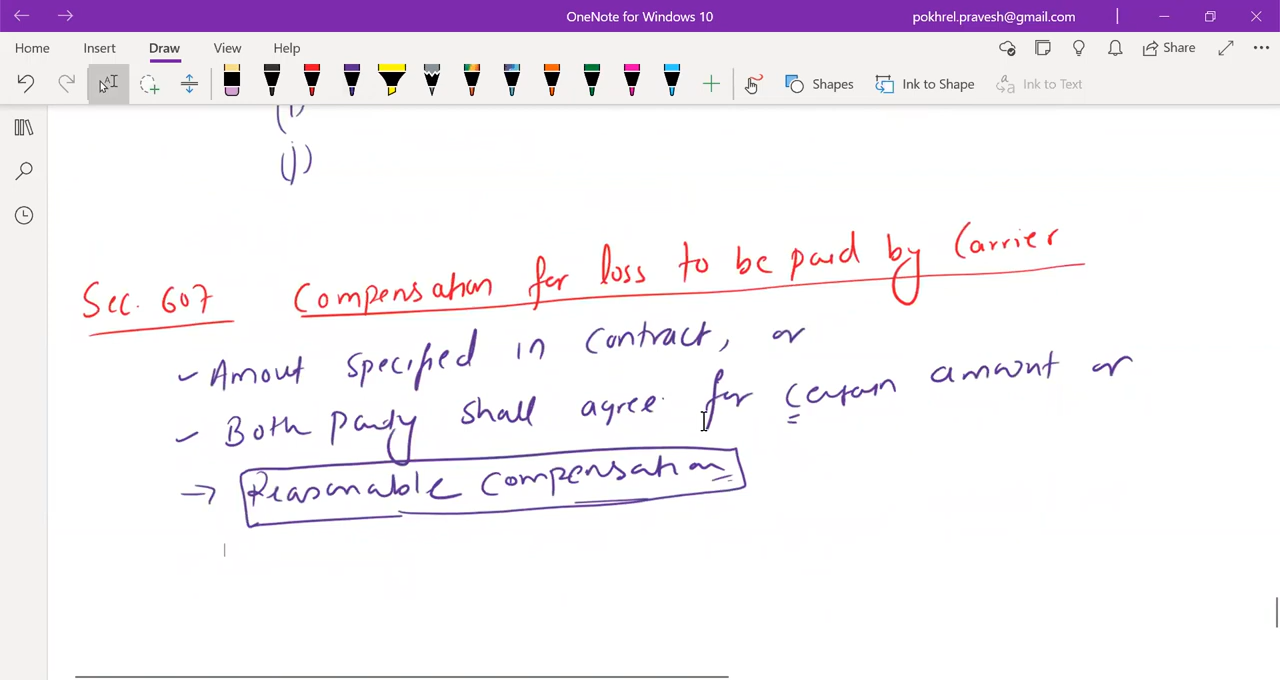 OneNote for Windows 10
pokhrel.pravesh@gmail.com
Home Insert Draw View Help
Share
Shapes Ink to Shape Ink to Text
(i)
(j)
Sec. 607 Compensation for loss to be paid by Carrier
Amout specified in contract, or
Both party shall agree for certain amount or
→ Reasonable compensation